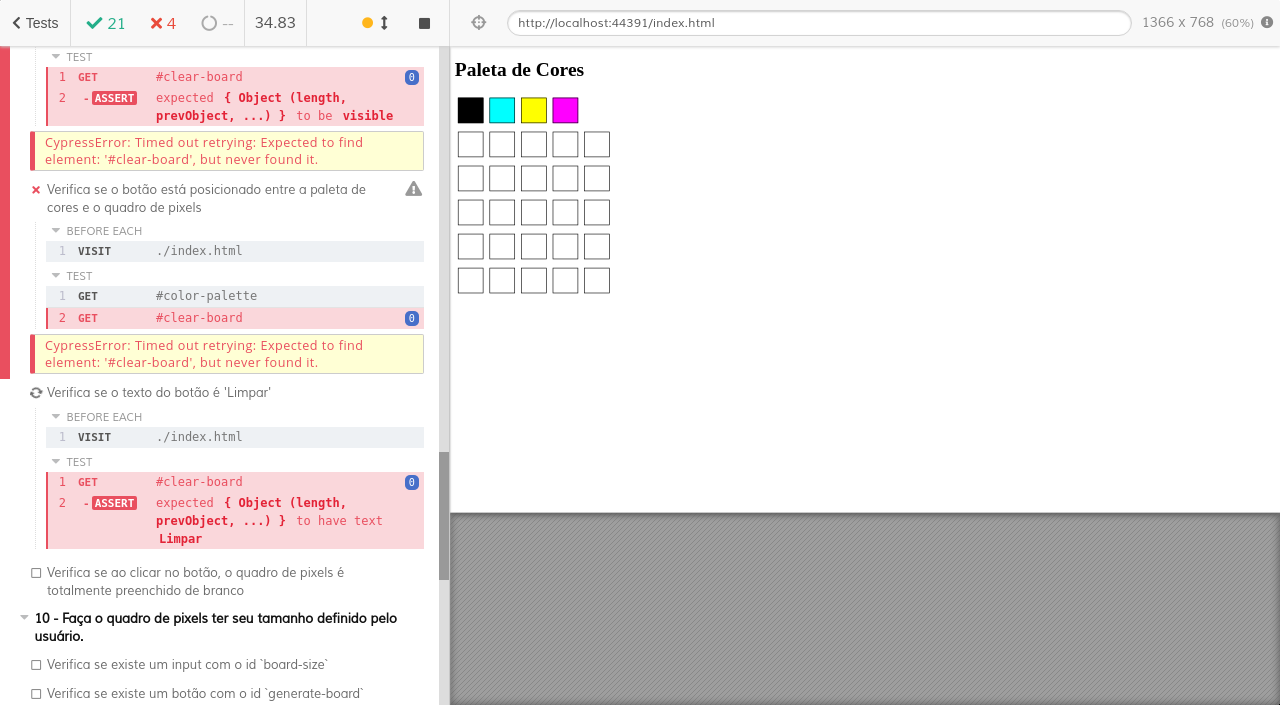 Tests 21 4 -- 34.83 http://localhost:44391/index.html 1366 x 768 (60%)
TEST
1 GET #clear-board 0
2 - ASSERT expected { Object (length,
prevObject, ...) } to be visible
CypressError: Timed out retrying: Expected to find
element: '#clear-board', but never found it.
Verifica se o botão está posicionado entre a paleta de
cores e o quadro de pixels
BEFORE EACH
1 VISIT ./index.html
TEST
1 GET #color-palette
2 GET #clear-board 0
CypressError: Timed out retrying: Expected to find
element: '#clear-board', but never found it.
Verifica se o texto do botão é 'Limpar'
BEFORE EACH
1 VISIT ./index.html
TEST
1 GET #clear-board 0
2 - ASSERT expected { Object (length,
prevObject, ...) } to have text
Limpar
Verifica se ao clicar no botão, o quadro de pixels é
totalmente preenchido de branco
10 - Faça o quadro de pixels ter seu tamanho definido pelo
usuário.
Verifica se existe um input com o id `board-size`
Verifica se existe um botão com o id `generate-board`
Paleta de Cores